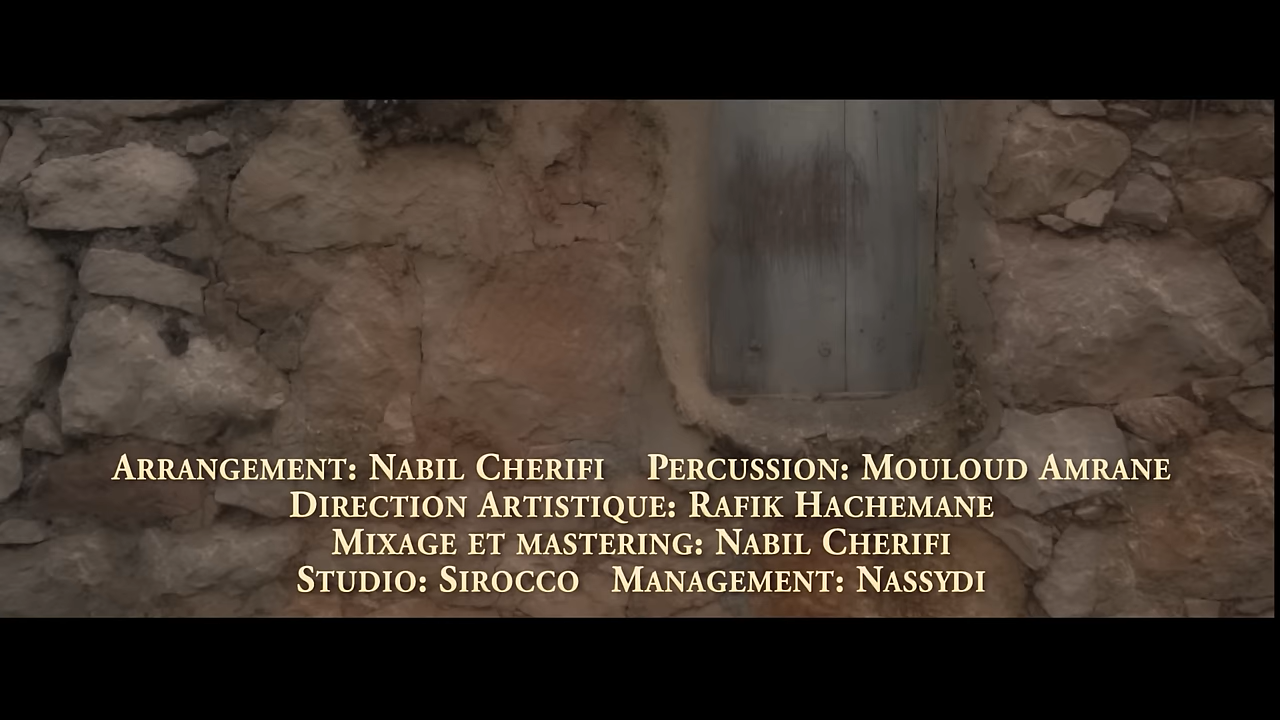 Arrangement: Nabil Cherifi Percussion: Mouloud Amrane
Direction Artistique: Rafik Hachemane
Mixage et mastering: Nabil Cherifi
Studio: Sirocco Management: Nassydi